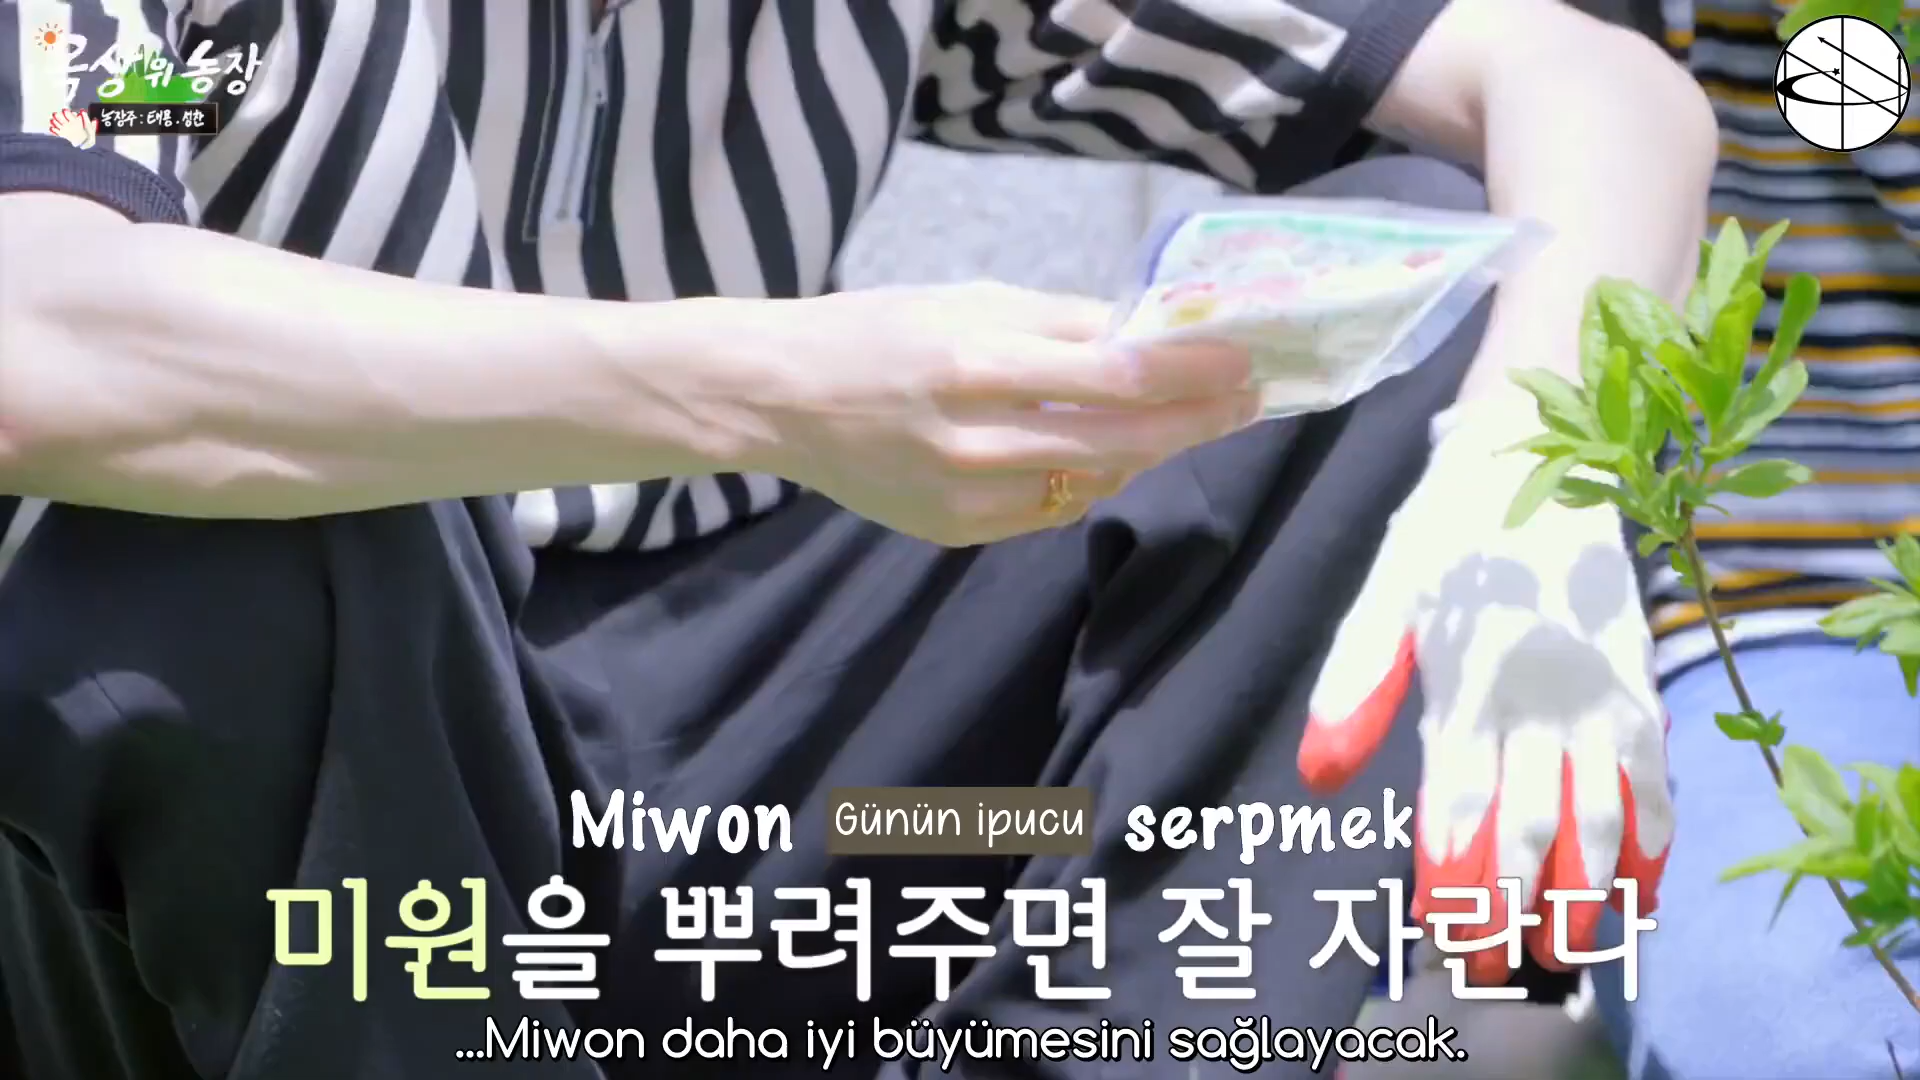 옥상위농장
농장주 : 태용 . 성찬
Miwon Günün ipucu serpmek
미원을 뿌려주면 잘 자란다
...Miwon daha iyi büyümesini sağlayacak.